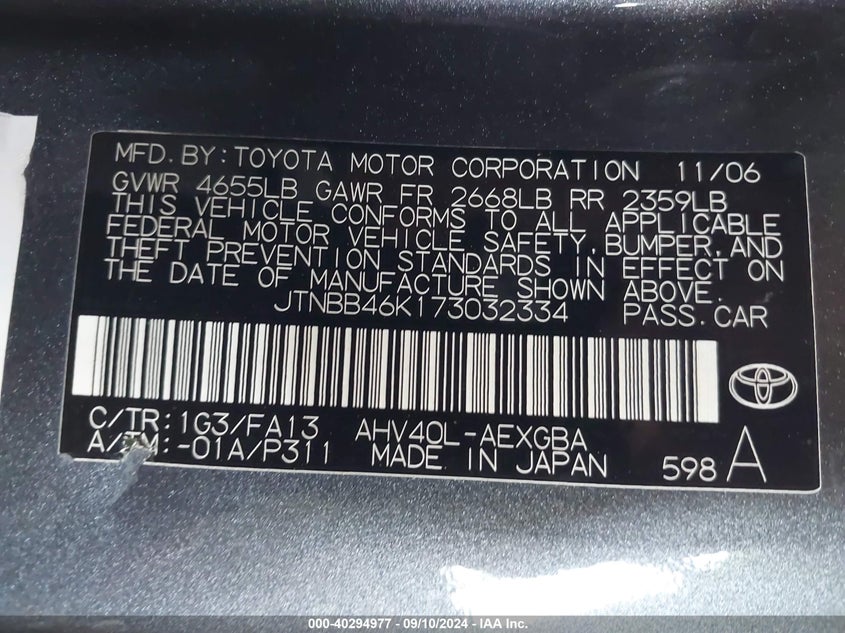 MFD.BY:TOYOTA MOTOR CORPORATION 11/06
GVWR 4655LB GAWR FR 2668LB RR 2359LB
THIS VEHICLE CONFORMS TO ALL APPLICABLE
FEDERAL MOTOR VEHICLE SAFETY,BUMPER,AND
THEFT PREVENTION STANDARDS IN EFFECT ON
THE DATE OF MANUFACTURE SHOWN ABOVE.
JTNBB46K173032334 PASS.CAR
C/TR:1G3/FA13 AHV40L-AEXGBA
A/TM:-01A/P311 MADE IN JAPAN 598 A
000-40294977 - 09/10/2024 - IAA Inc.